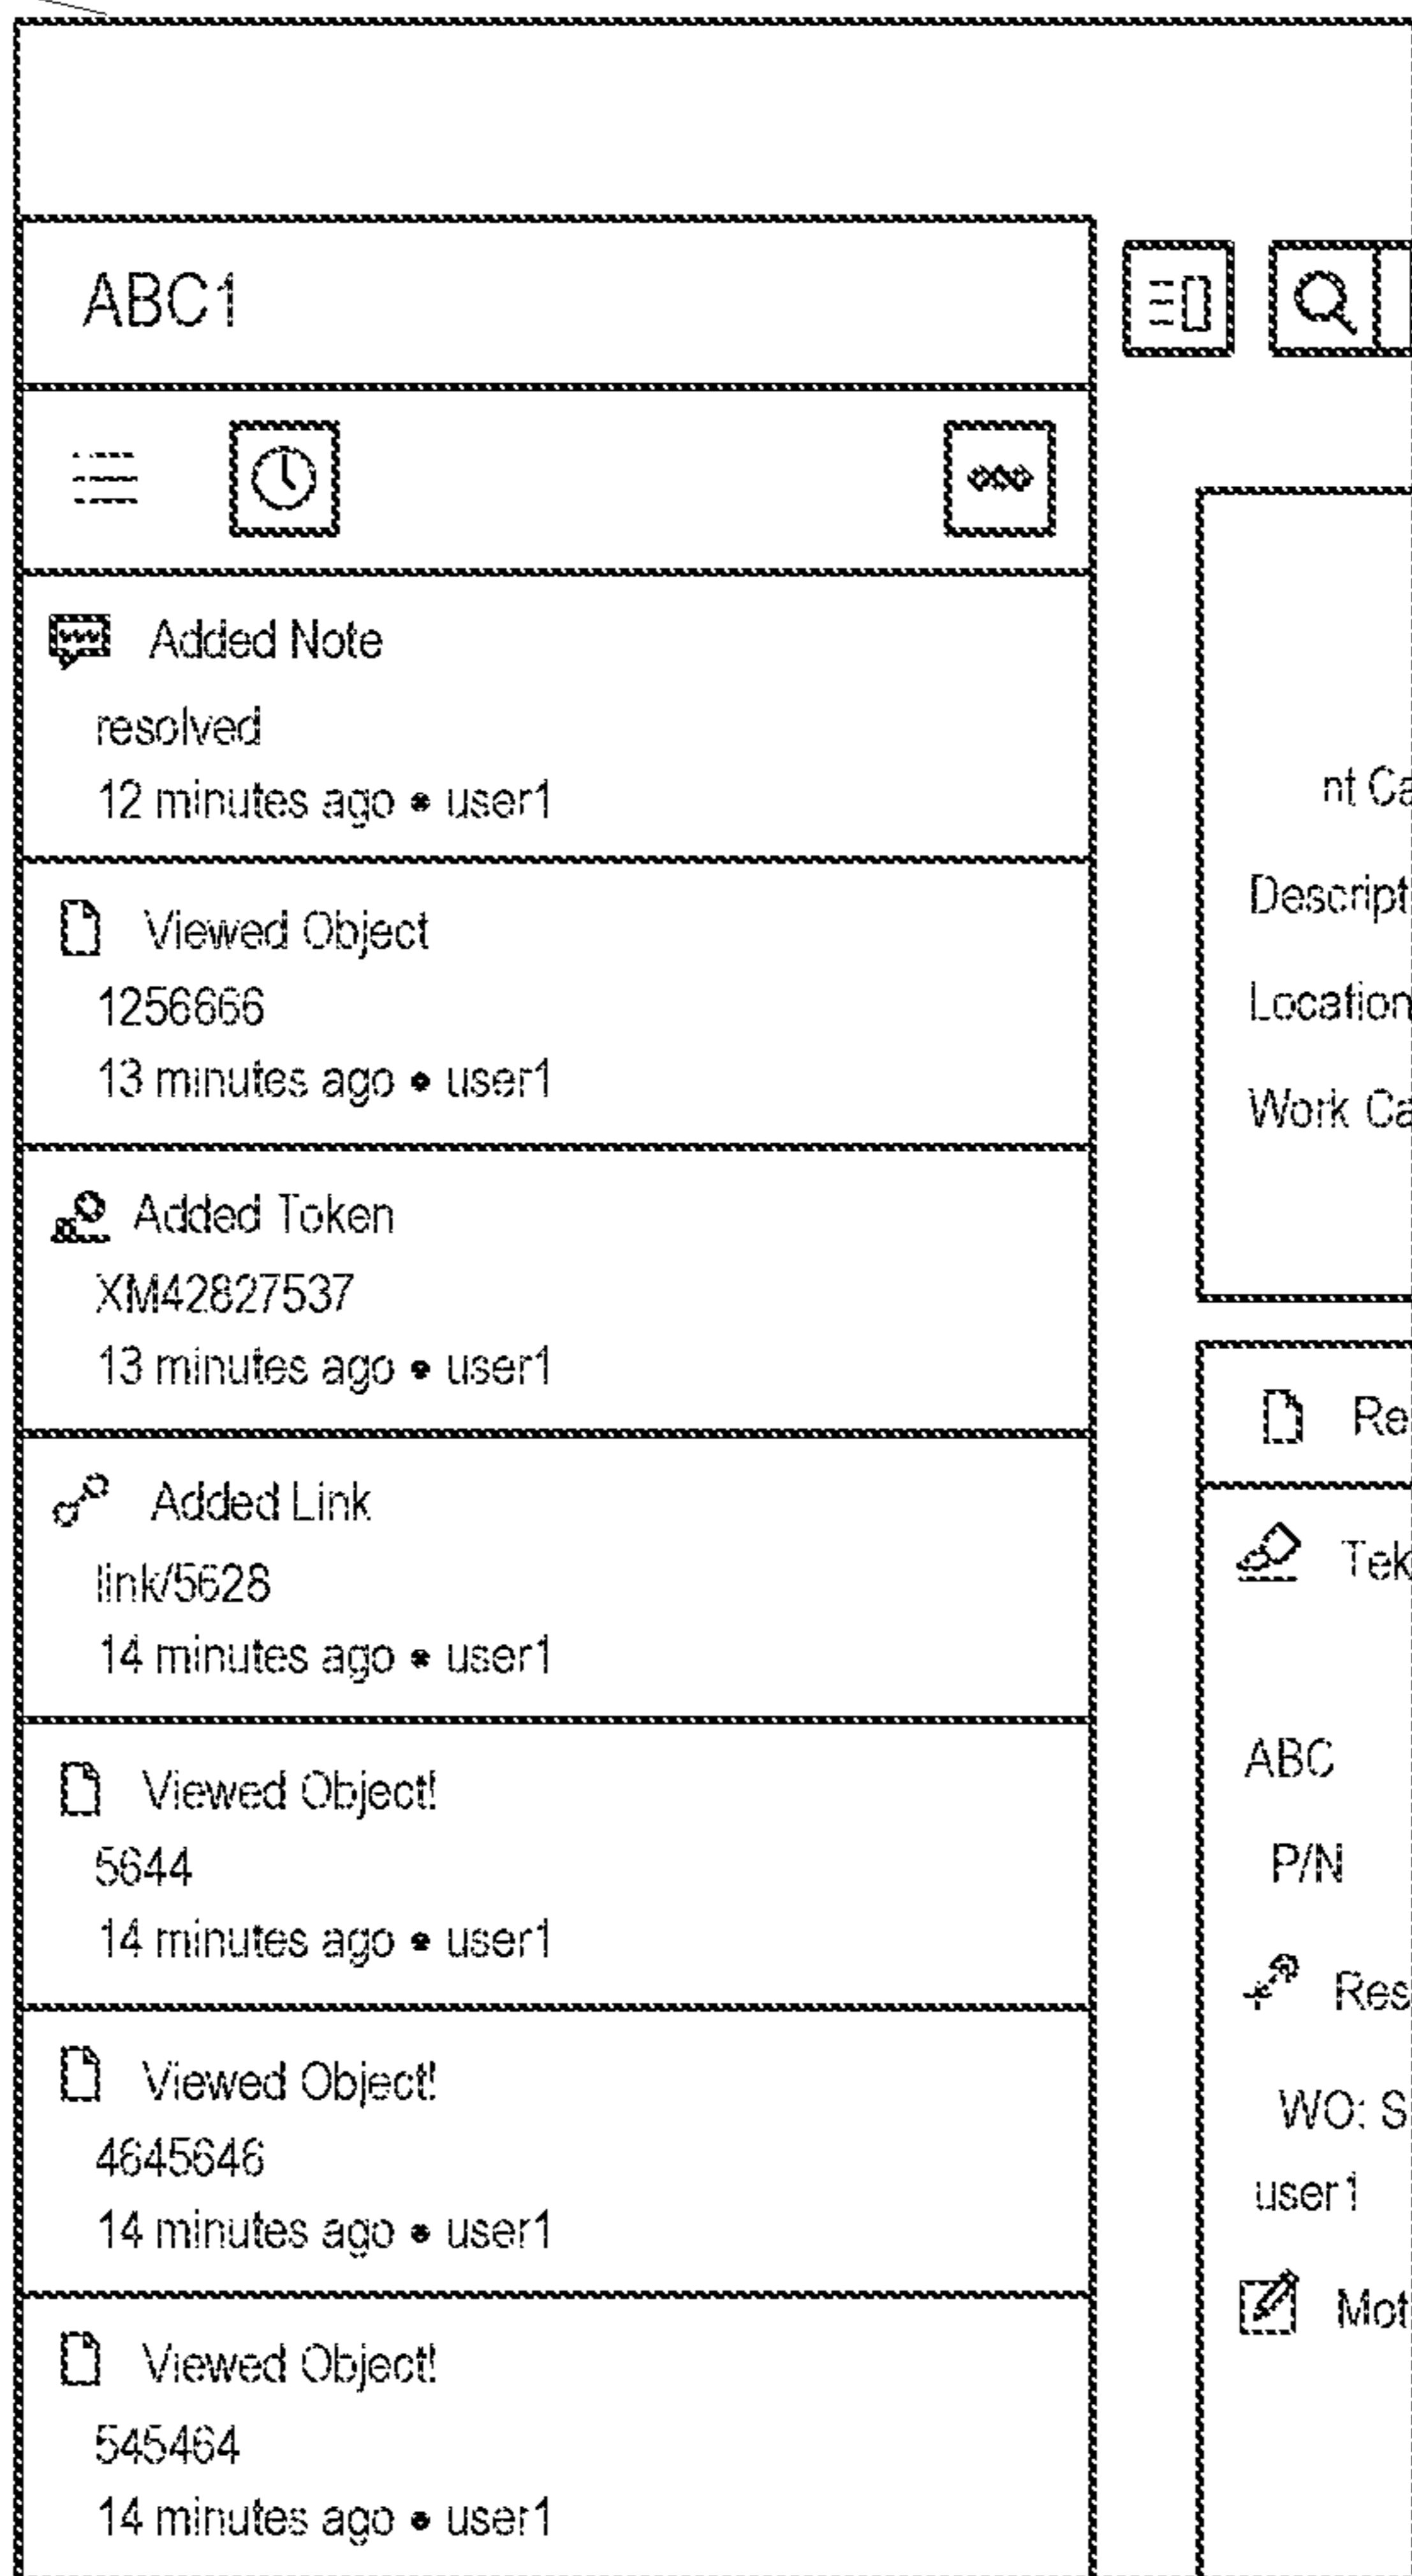 ABC1
Added Note
resolved
12 minutes ago • user1
Viewed Object
1256666
13 minutes ago • user1
Added Token
XM42827537
13 minutes ago • user1
Added Link
link/5628
14 minutes ago • user1
Viewed Object!
5644
14 minutes ago • user1
Viewed Object!
4645646
14 minutes ago • user1
Viewed Object!
545464
14 minutes ago • user1
nt Ca
Descripti
Location
Work Ca
Re
Tek
ABC
P/N
Res
WO: S
user1
Mot